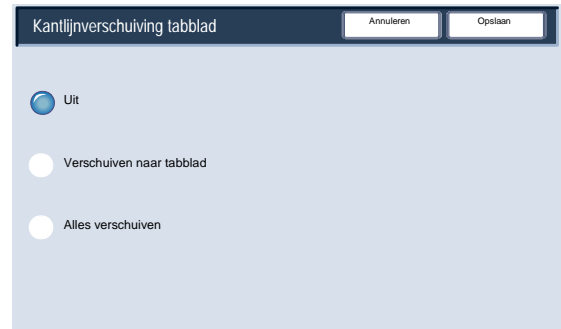 Kantlijnverschuiving tabblad
Annuleren
Opslaan
Uit
Verschuiven naar tabblad
Alles verschuiven